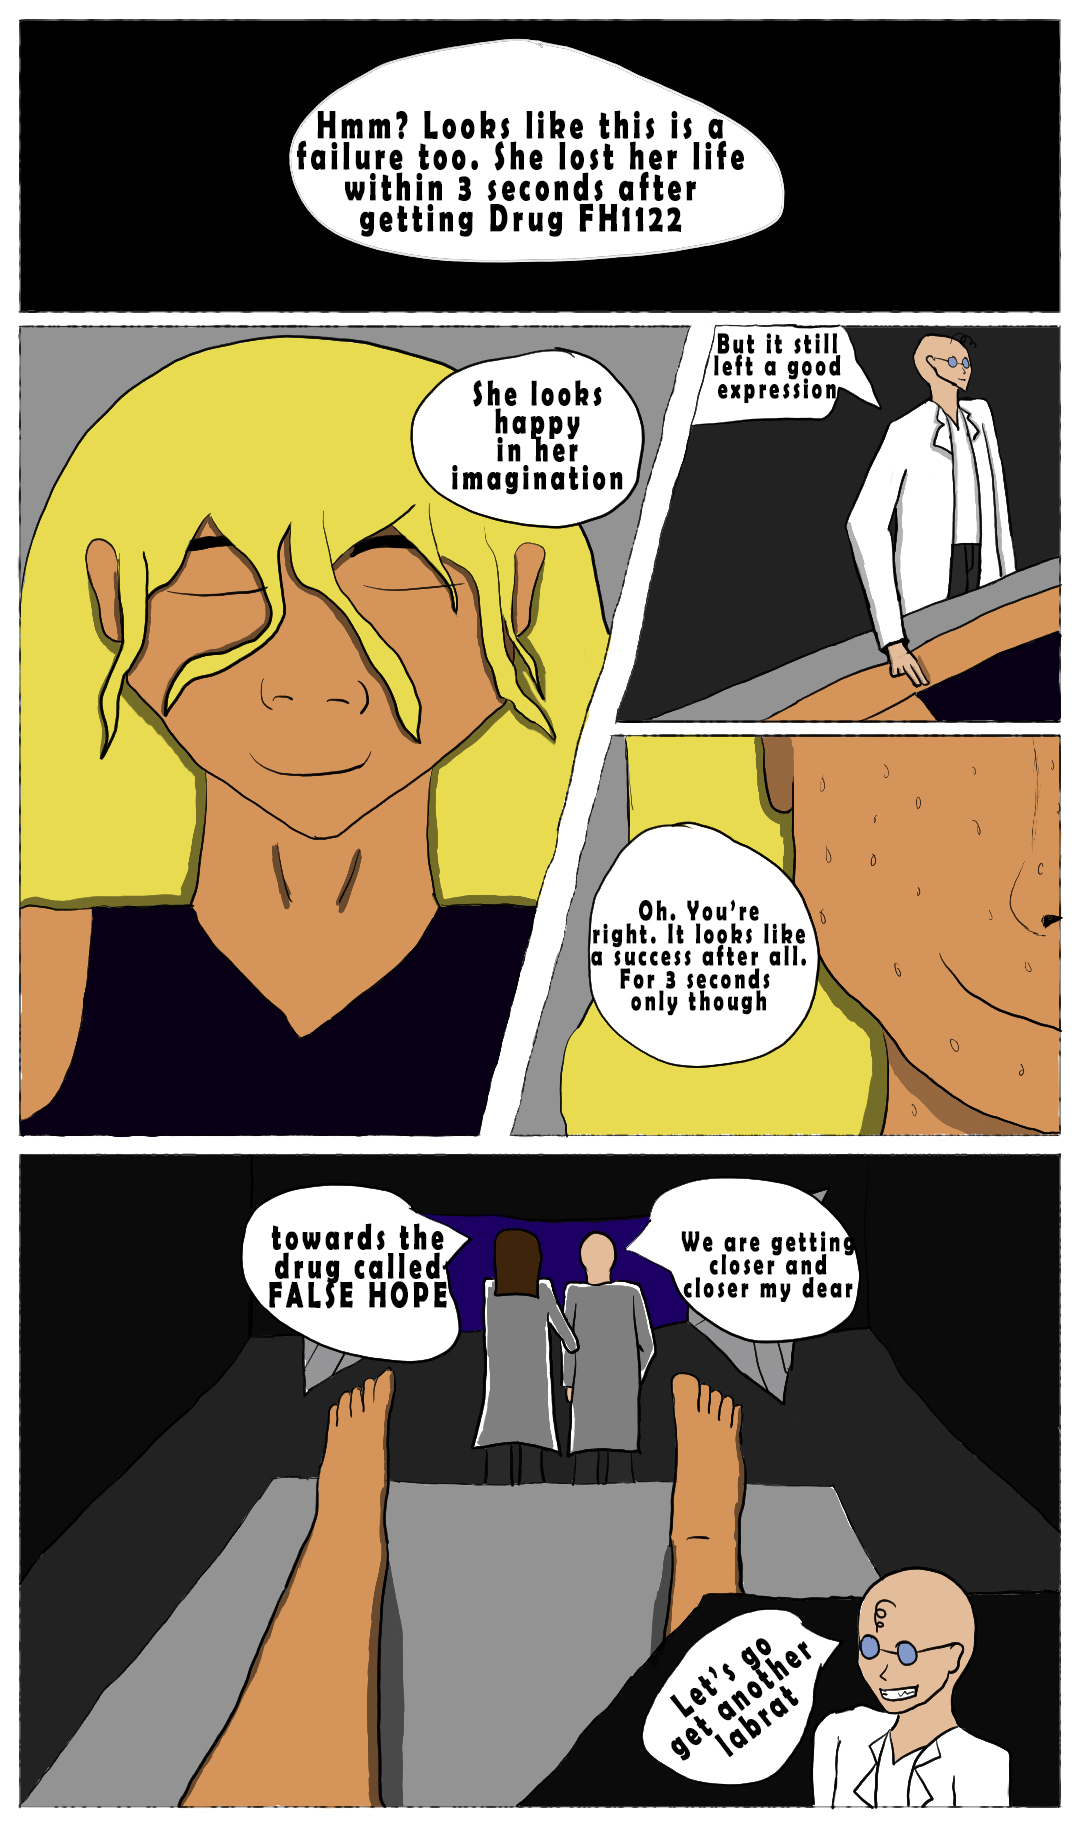 Hmm? Looks like this is a
failure too. She lost her life
within 3 seconds after
getting Drug FH1122
She looks
happy
in her
imagination
But it still
left a good
expression
Oh. You're
right. It looks like
a success after all.
For 3 seconds
only though
towards the
drug called
FALSE HOPE
We are getting
closer and
closer my dear
Let's go
get another
labrat